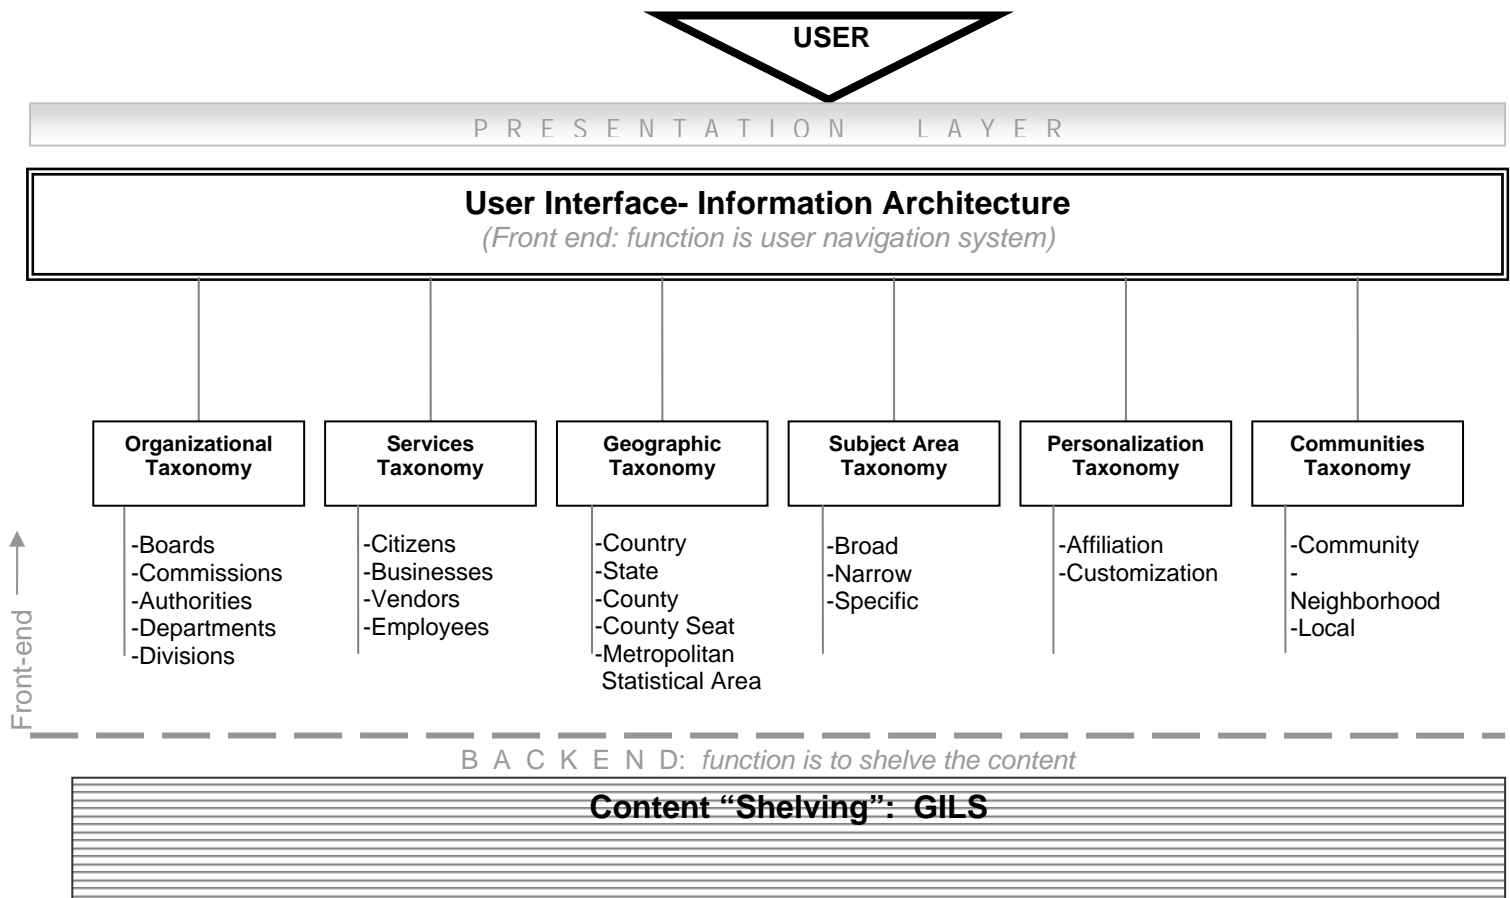 USER
PRESENTATION LAYER
User Interface- Information Architecture
(Front end: function is user navigation system)
Organizational
Taxonomy
-Boards
-Commissions
-Authorities
-Departments
-Divisions
Services
Taxonomy
-Citizens
-Businesses
-Vendors
-Employees
Geographic
Taxonomy
-Country
-State
-County
-County Seat
-Metropolitan
Statistical Area
Subject Area
Taxonomy
-Broad
-Narrow
-Specific
Personalization
Taxonomy
-Affiliation
-Customization
Communities
Taxonomy
-Community
-
Neighborhood
-Local
Front-end
BACKEND: function is to shelve the content
Content “Shelving”: GILS